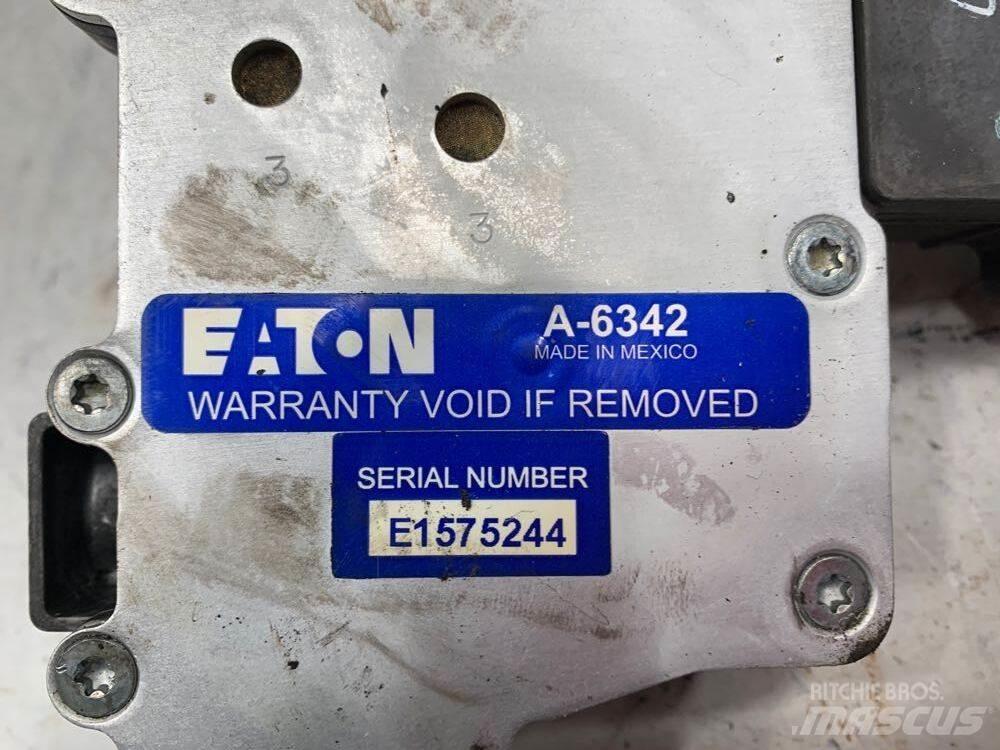 3
3
EATON
A-6342
MADE IN MEXICO
WARRANTY VOID IF REMOVED
SERIAL NUMBER
E1575244
RITCHIE BROS.
MASCUS